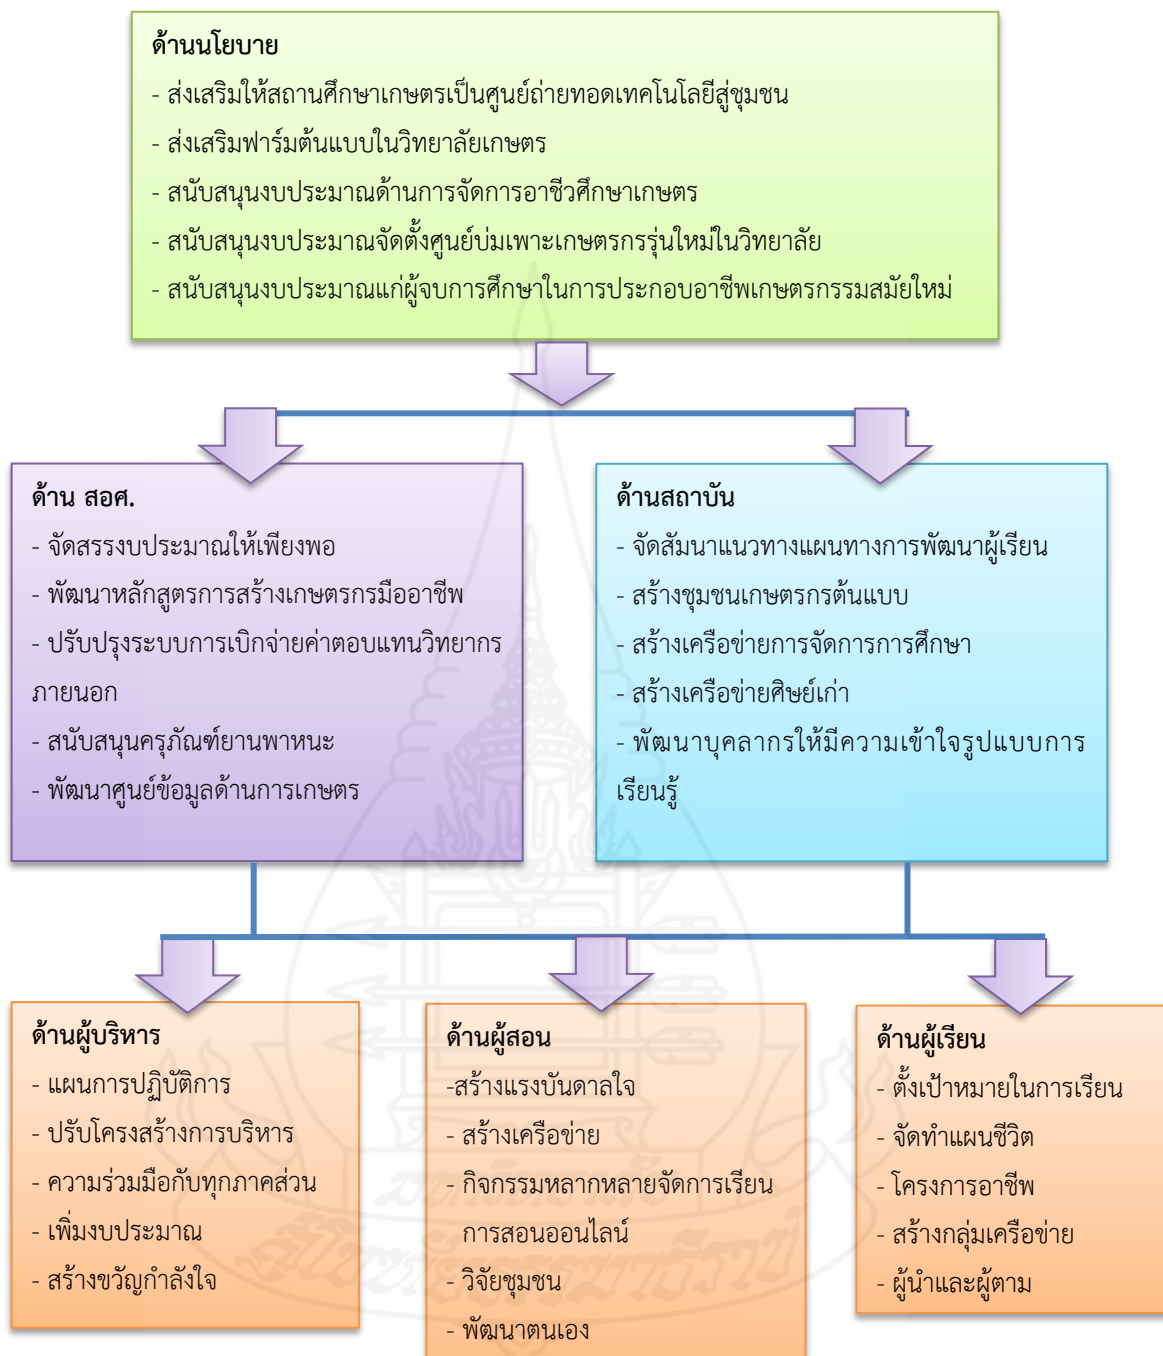 ด้านนโยบาย
- ส่งเสริมให้สถานศึกษาเกษตรเป็นศูนย์ถ่ายทอดเทคโนโลยีสู่ชุมชน
- ส่งเสริมฟาร์มต้นแบบในวิทยาลัยเกษตร
- สนับสนุนงบประมาณด้านการจัดการอาชีวศึกษาเกษตร
- สนับสนุนงบประมาณจัดตั้งศูนย์บ่มเพาะเกษตรกรรุ่นใหม่ในวิทยาลัย
- สนับสนุนงบประมาณแก่ผู้จบการศึกษาในการประกอบอาชีพเกษตรกรรมสมัยใหม่
ด้าน สอศ.
- จัดสรรงบประมาณให้เพียงพอ
- พัฒนาหลักสูตรการสร้างเกษตรกรมืออาชีพ
- ปรับปรุงระบบการเบิกจ่ายค่าตอบแทนวิทยากร
ภายนอก
- สนับสนุนครุภัณฑ์ยานพาหนะ
- พัฒนาศูนย์ข้อมูลด้านการเกษตร
ด้านสถาบัน
- จัดสัมนาแนวทางแผนทางการพัฒนาผู้เรียน
- สร้างชุมชนเกษตรกรต้นแบบ
- สร้างเครือข่ายการจัดการการศึกษา
- สร้างเครือข่ายศิษย์เก่า
- พัฒนาบุคลากรให้มีความเข้าใจรูปแบบการ
เรียนรู้
ด้านผู้บริหาร
- แผนการปฏิบัติการ
- ปรับโครงสร้างการบริหาร
- ความร่วมมือกับทุกภาคส่วน
- เพิ่มงบประมาณ
- สร้างขวัญกำลังใจ
ด้านผู้สอน
-สร้างแรงบันดาลใจ
- สร้างเครือข่าย
- กิจกรรมหลากหลายจัดการเรียน
การสอนออนไลน์
- วิจัยชุมชน
- พัฒนาตนเอง
ด้านผู้เรียน
- ตั้งเป้าหมายในการเรียน
- จัดทำแผนชีวิต
- โครงการอาชีพ
- สร้างกลุ่มเครือข่าย
- ผู้นำและผู้ตาม
มหาวิทยาลัย
สุโขทัยธรรมาธิราช